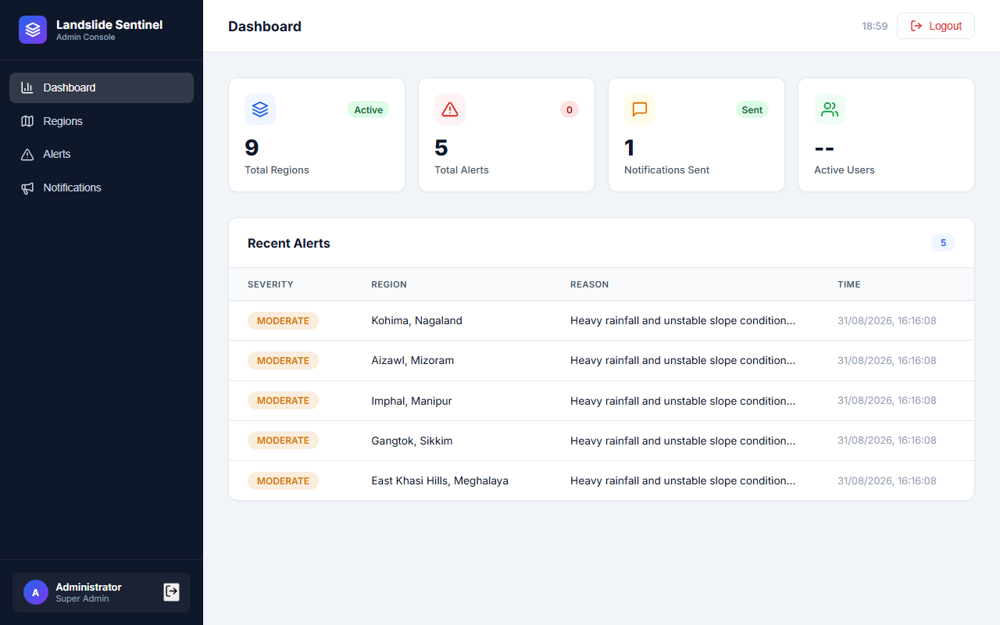 Landslide Sentinel
Admin Console
Dashboard
Regions
Alerts
Notifications
A
Administrator
Super Admin
Dashboard
18:59
Logout
Active
9
Total Regions
0
5
Total Alerts
Sent
1
Notifications Sent
--
Active Users
Recent Alerts
5
SEVERITY REGION REASON TIME
MODERATE Kohima, Nagaland Heavy rainfall and unstable slope condition... 31/08/2026, 16:16:08
MODERATE Aizawl, Mizoram Heavy rainfall and unstable slope condition... 31/08/2026, 16:16:08
MODERATE Imphal, Manipur Heavy rainfall and unstable slope condition... 31/08/2026, 16:16:08
MODERATE Gangtok, Sikkim Heavy rainfall and unstable slope condition... 31/08/2026, 16:16:08
MODERATE East Khasi Hills, Meghalaya Heavy rainfall and unstable slope condition... 31/08/2026, 16:16:08